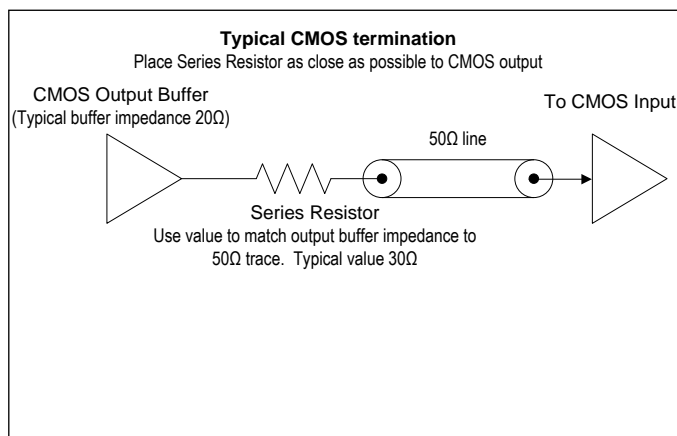 Typical CMOS termination
Place Series Resistor as close as possible to CMOS output
CMOS Output Buffer
(Typical buffer impedance 20Ω)
To CMOS Input
50Ω line
Series Resistor
Use value to match output buffer impedance to
50Ω trace.  Typical value 30Ω